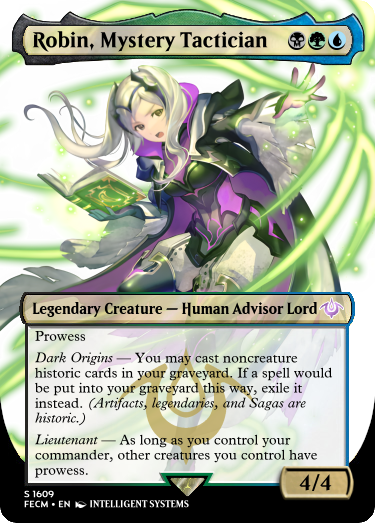 Robin, Mystery Tactician
Legendary Creature — Human Advisor Lord
Prowess
Dark Origins — You may cast noncreature
historic cards in your graveyard. If a spell would
be put into your graveyard this way, exile it
instead. (Artifacts, legendaries, and Sagas are
historic.)
Lieutenant — As long as you control your
commander, other creatures you control have
prowess.
4/4
S 1609
FECM • EN INTELLIGENT SYSTEMS